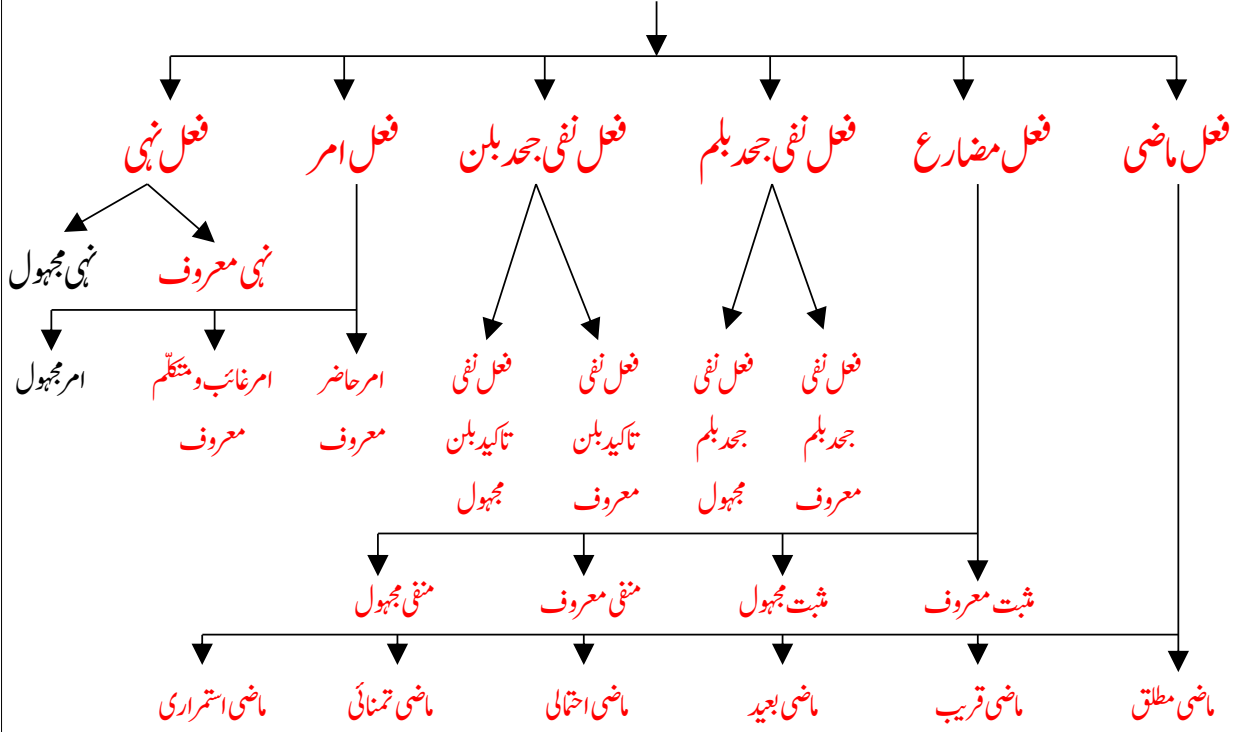 فعل ماضی
فعل مضارع
فعل نفی جحد بلم
فعل نفی جحد بلن
فعل امر
فعل نہی
نہی معروف
نہی مجہول
امر حاضر
معروف
امر غائب و متکلّم
معروف
امر مجہول
فعل نفی
جحد بلم
معروف
فعل نفی
جحد بلم
مجہول
فعل نفی
تاکید بلن
معروف
فعل نفی
تاکید بلن
مجہول
مثبت معروف
مثبت مجہول
منفی معروف
منفی مجہول
ماضی مطلق
ماضی قریب
ماضی بعید
ماضی احتمالی
ماضی تمنائی
ماضی استمراری